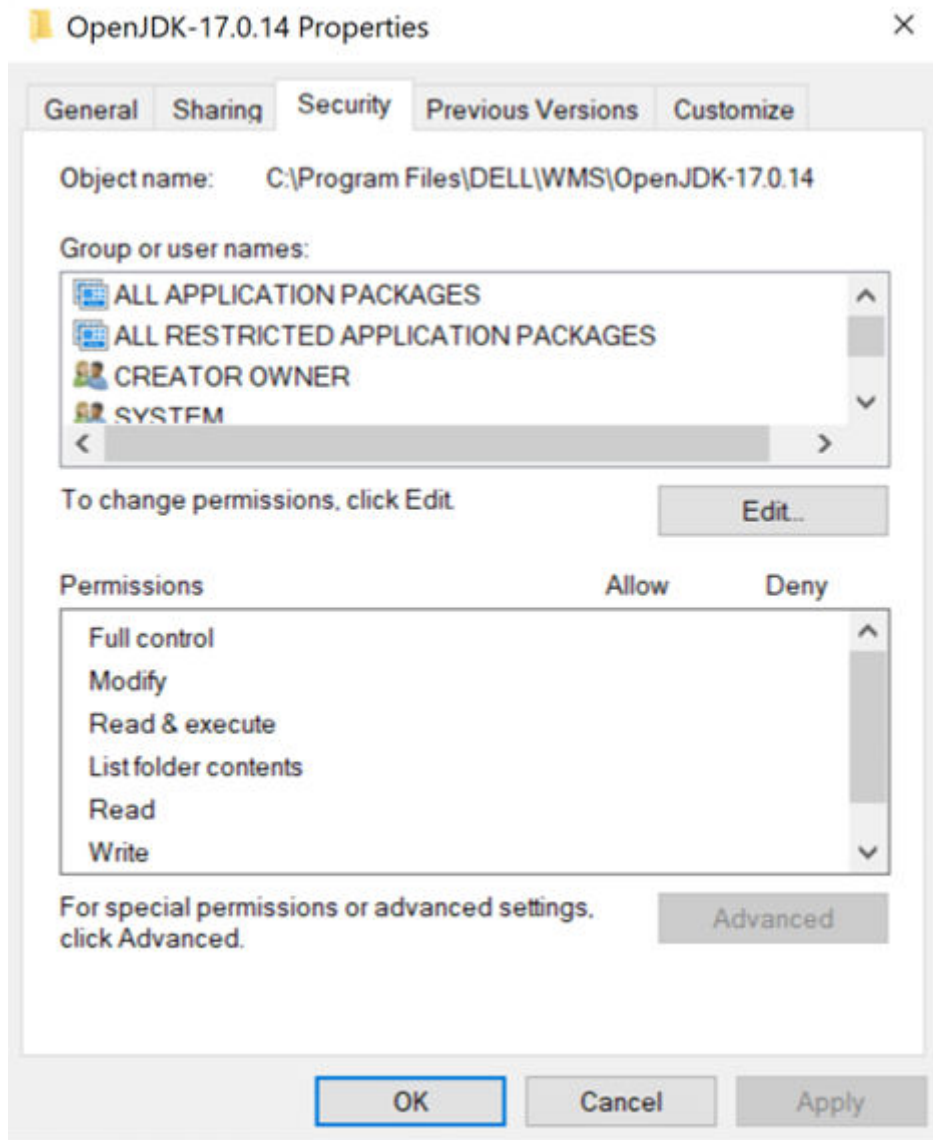 OpenJDK-17.0.14 Properties
General Sharing Security Previous Versions Customize
Object name: C:\Program Files\DELL\WMS\OpenJDK-17.0.14
Group or user names:
ALL APPLICATION PACKAGES
ALL RESTRICTED APPLICATION PACKAGES
CREATOR OWNER
SYSTEM
To change permissions, click Edit.
Edit...
Permissions Allow Deny
Full control
Modify
Read & execute
List folder contents
Read
Write
For special permissions or advanced settings,
click Advanced.
Advanced
OK Cancel Apply